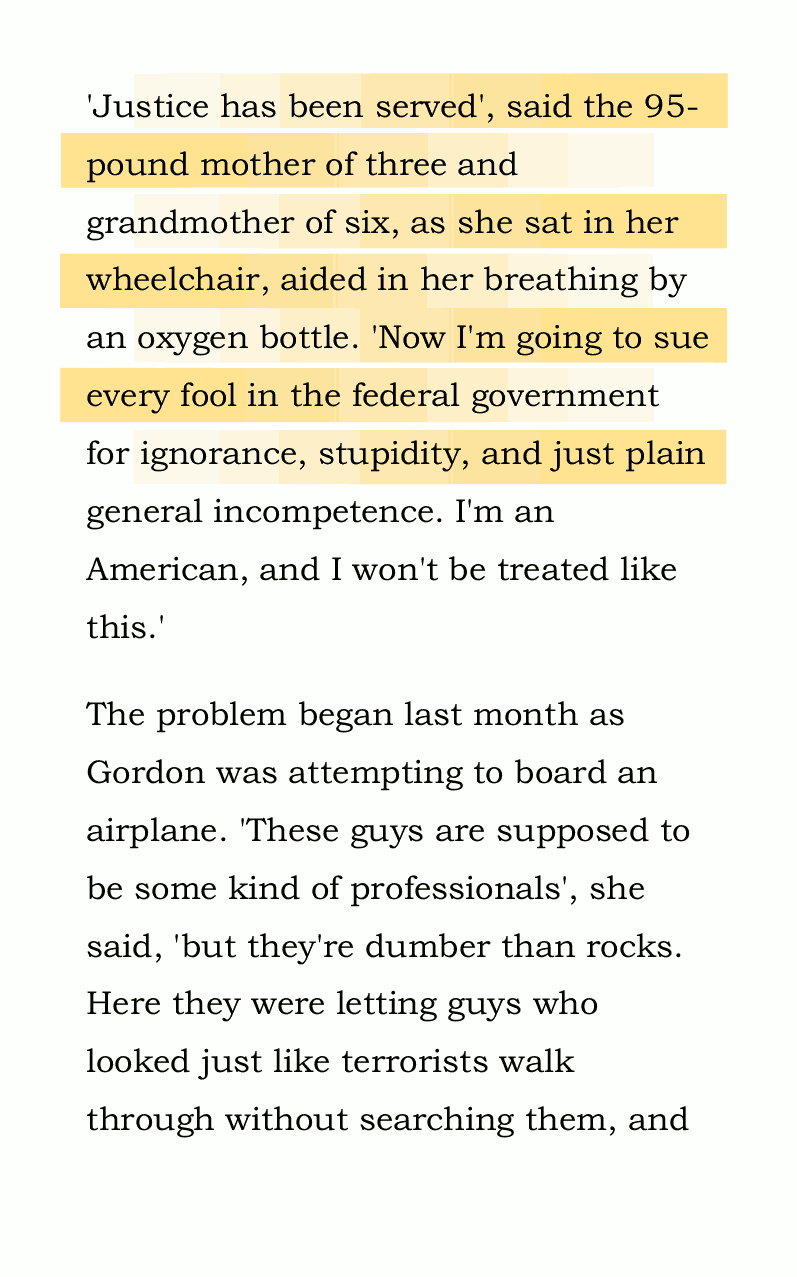 'Justice has been served', said the 95-
pound mother of three and
grandmother of six, as she sat in her
wheelchair, aided in her breathing by
an oxygen bottle. 'Now I'm going to sue
every fool in the federal government
for ignorance, stupidity, and just plain
general incompetence. I'm an
American, and I won't be treated like
this.'
The problem began last month as
Gordon was attempting to board an
airplane. 'These guys are supposed to
be some kind of professionals', she
said, 'but they're dumber than rocks.
Here they were letting guys who
looked just like terrorists walk
through without searching them, and